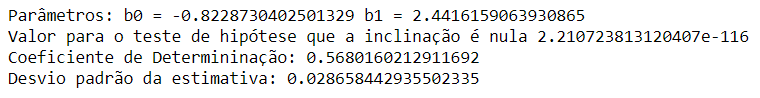 Parâmetros: b0 = -0.8228730402501329 b1 = 2.4416159063930865
Valor para o teste de hipótese que a inclinação é nula 2.210723813120407e-116
Coeficiente de Determininação: 0.5680160212911692
Desvio padrão da estimativa: 0.028658442935502335